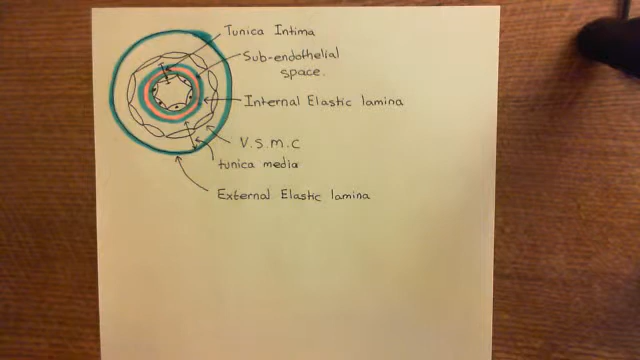 Tunica Intima
Sub-endothelial
space.
Internal Elastic lamina
V.S.M.C
tunica media
External Elastic lamina